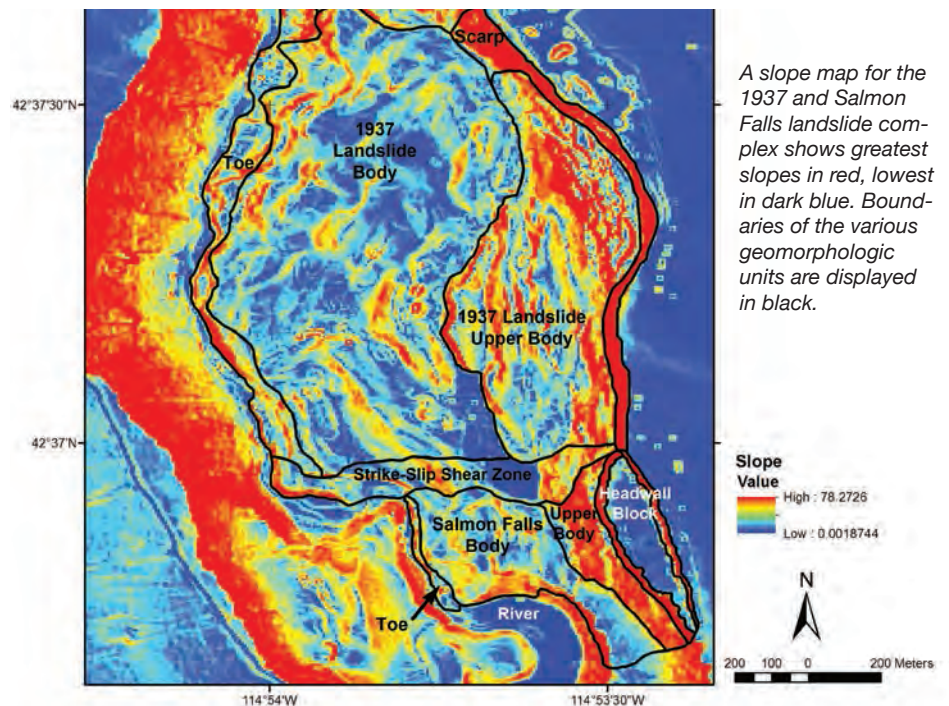 Scarp
A slope map for the
1937 and Salmon
Falls landslide com-
plex shows greatest
slopes in red, lowest
in dark blue. Bound-
aries of the various
geomorphologic
units are displayed
in black.
42°37'30"N
1937
Landslide
Body
Toe
1937 Landslide
Upper Body
42°37'N
Strike-Slip Shear Zone
Headwall
Block
Salmon Falls
Body
Upper
Body
River
Toe
Slope
Value
High : 78.2726
Low : 0.0018744
N
200 100 0 200 Meters
114°54'W
114°53'30"W